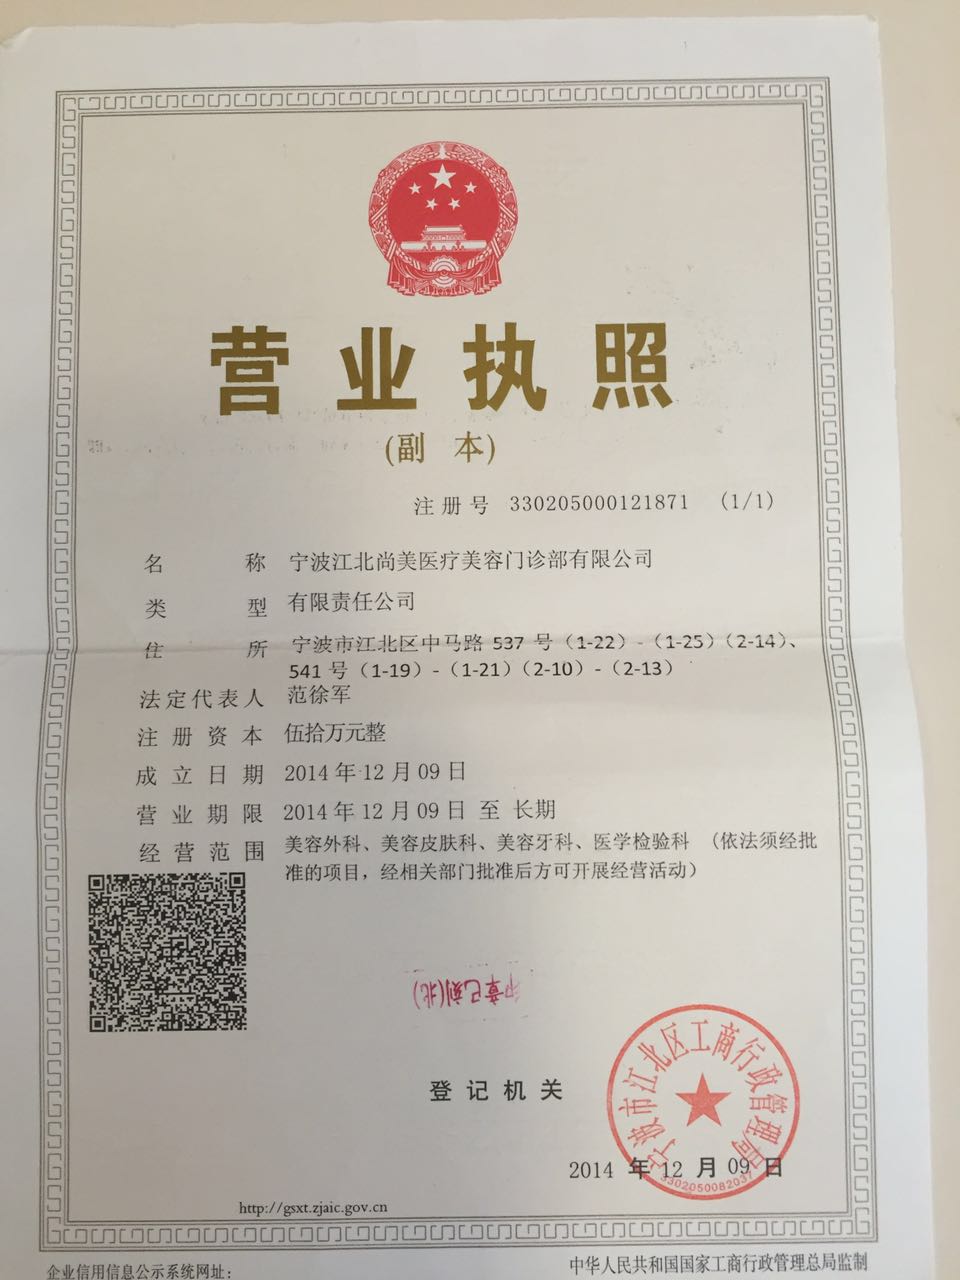 营业执照
(副 本)
注册号 330205000121871 (1/1)
名 称 宁波江北尚美医疗美容门诊部有限公司
类 型 有限责任公司
住 所 宁波市江北区中马路 537 号（1-22）-（1-25）（2-14）、
541 号（1-19）-（1-21）（2-10）-（2-13）
法定代表人 范徐军
注册资本 伍拾万元整
成立日期 2014 年 12 月 09 日
营业期限 2014 年 12 月 09 日 至 长期
经营范围 美容外科、美容皮肤科、美容牙科、医学检验科 （依法须经批
准的项目，经相关部门批准后方可开展经营活动）
印章已刻(北)
登记机关
宁波市江北区工商行政管理局
3302050082037
2014 年 12 月 09 日
http://gsxt.zjaic.gov.cn
企业信用信息公示系统网址：
中华人民共和国国家工商行政管理总局监制